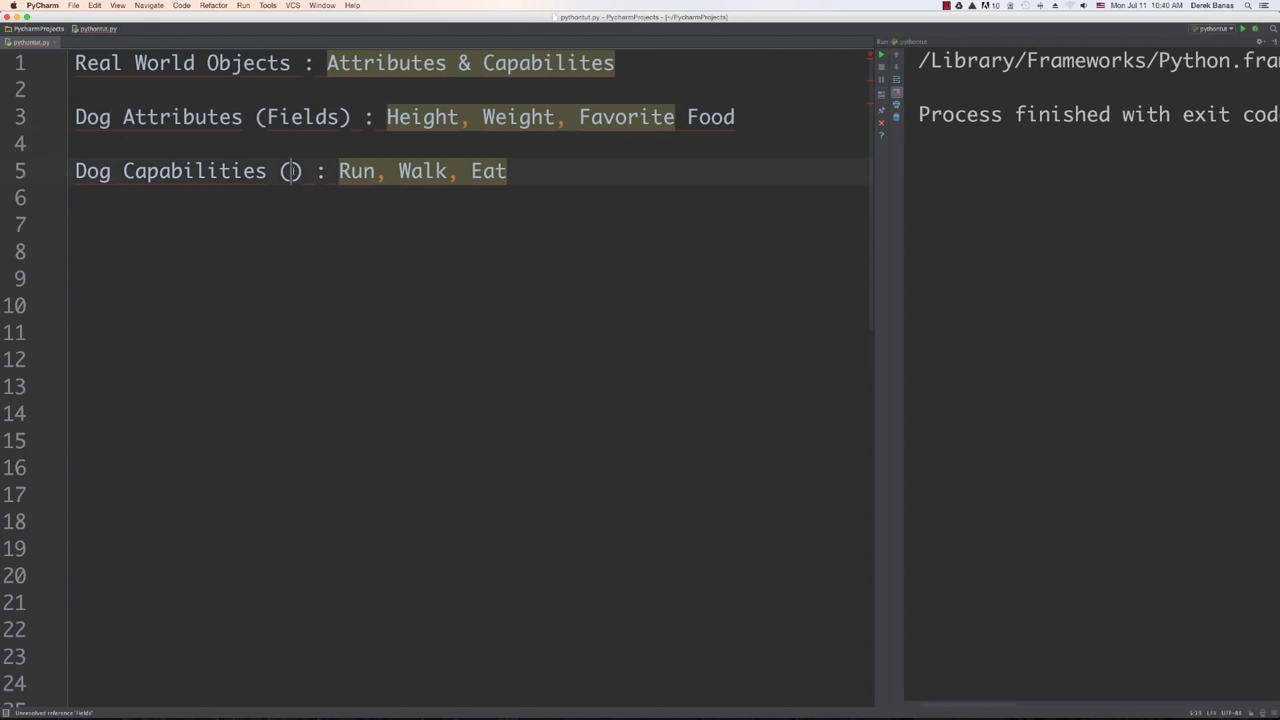 PyCharm File Edit View Navigate Code Refactor Run Tools VCS Window Help 10 Mon Jul 11 10:40 AM Derek Banas
pythontut.py - PycharmProjects - [~/PycharmProjects]
PycharmProjects pythontut.py pythontut
pythontut.py Run pythontut
1 Real World Objects : Attributes & Capabilites
/Library/Frameworks/Python.fra
2
3 Dog Attributes (Fields) : Height, Weight, Favorite Food
Process finished with exit cod
4
5 Dog Capabilities () : Run, Walk, Eat
6
7
8
9
10
11
12
13
14
15
16
17
18
19
20
21
22
23
24
Unresolved reference 'Fields' 5:19 LF÷ UTF-8÷